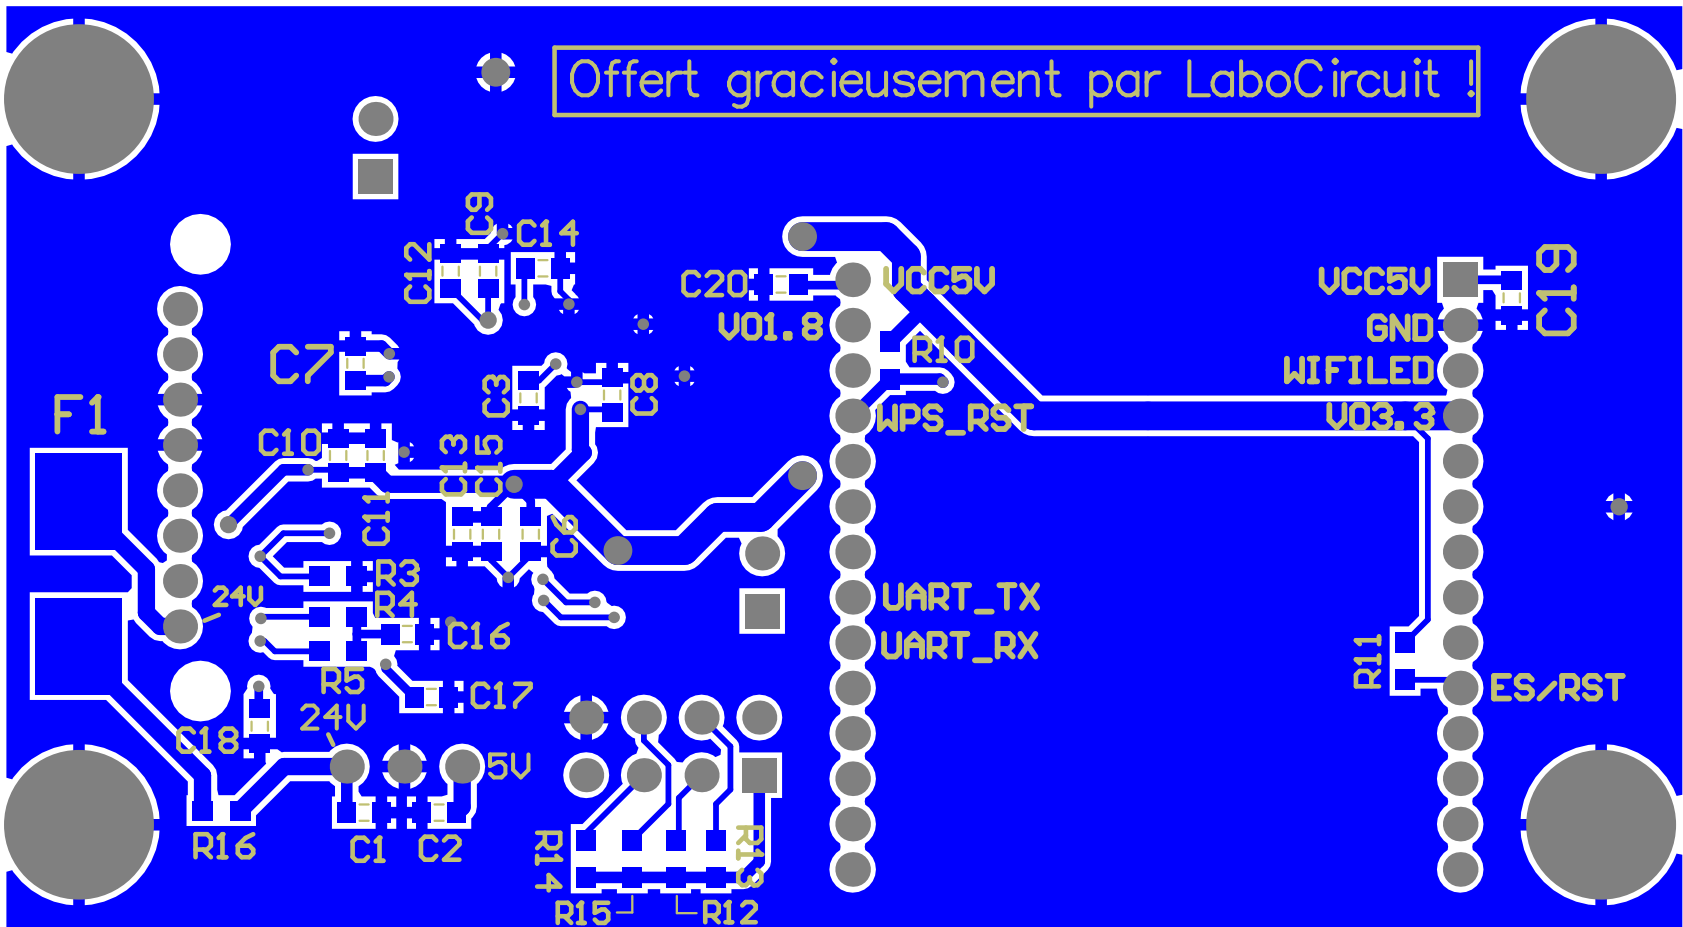 Offert gracieusement par LaboCircuit !
C9
C14
C12
C20
VCC5V
VCC5V
C19
VO1.8
GND
C7
R10
WIFILED
C3
C8
F1
WPS_RST
VO3.3
C10
C13
C15
C11
C6
R3
24V
R4
UART_TX
C16
UART_RX
R11
R5
C17
ES/RST
24V
C18
5V
R16
C1
C2
R14
R13
R15
R12